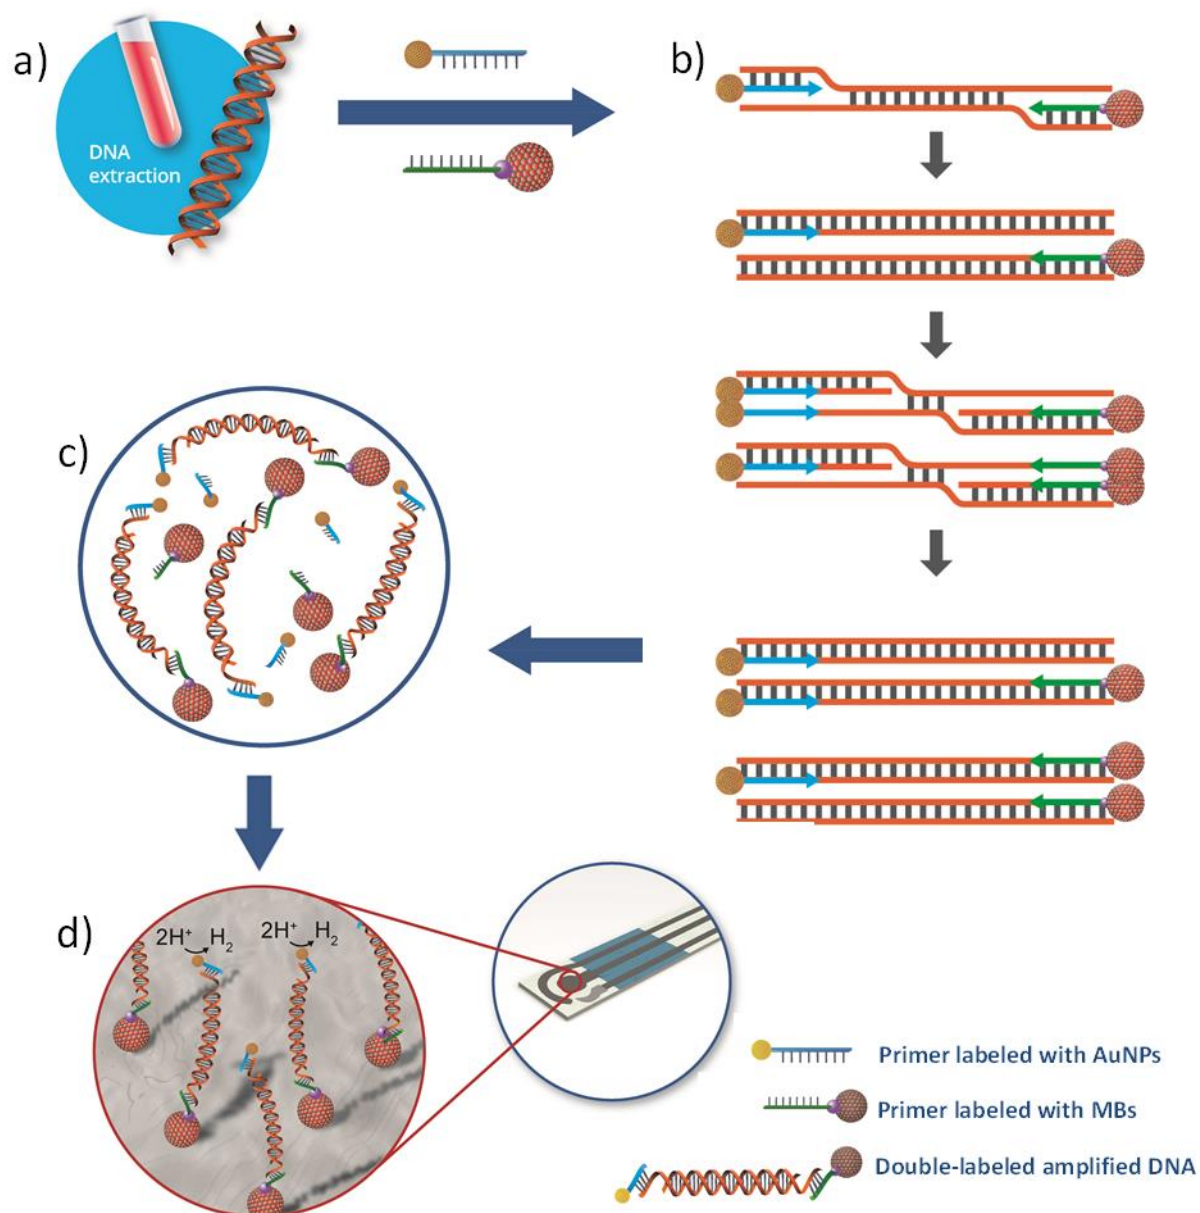 a)
DNA
extraction
b)
c)
d)
2H⁺ H₂
2H⁺ H₂
Primer labeled with AuNPs
Primer labeled with MBs
Double-labeled amplified DNA